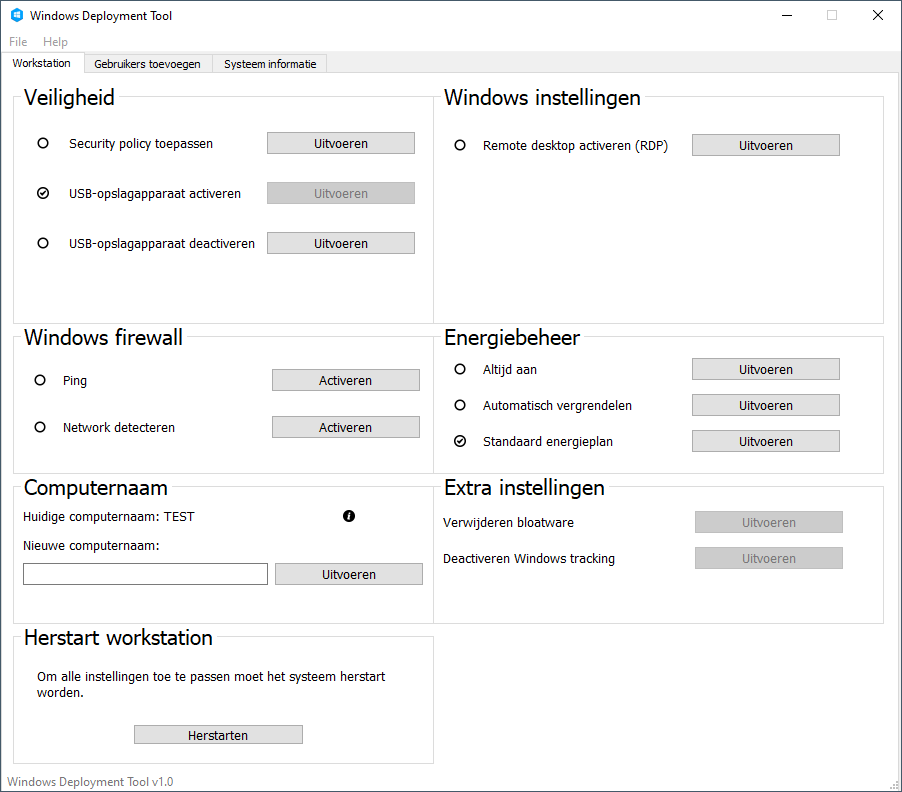 Windows Deployment Tool
File Help
Workstation Gebruikers toevoegen Systeem informatie
Veiligheid
Security policy toepassen Uitvoeren
USB-opslagapparaat activeren Uitvoeren
USB-opslagapparaat deactiveren Uitvoeren
Windows instellingen
Remote desktop activeren (RDP) Uitvoeren
Windows firewall
Ping Activeren
Network detecteren Activeren
Energiebeheer
Altijd aan Uitvoeren
Automatisch vergrendelen Uitvoeren
Standaard energieplan Uitvoeren
Computernaam
Huidige computernaam: TEST
Nieuwe computernaam:
Uitvoeren
Extra instellingen
Verwijderen bloatware Uitvoeren
Deactiveren Windows tracking Uitvoeren
Herstart workstation
Om alle instellingen toe te passen moet het systeem herstart
worden.
Herstarten
Windows Deployment Tool v1.0